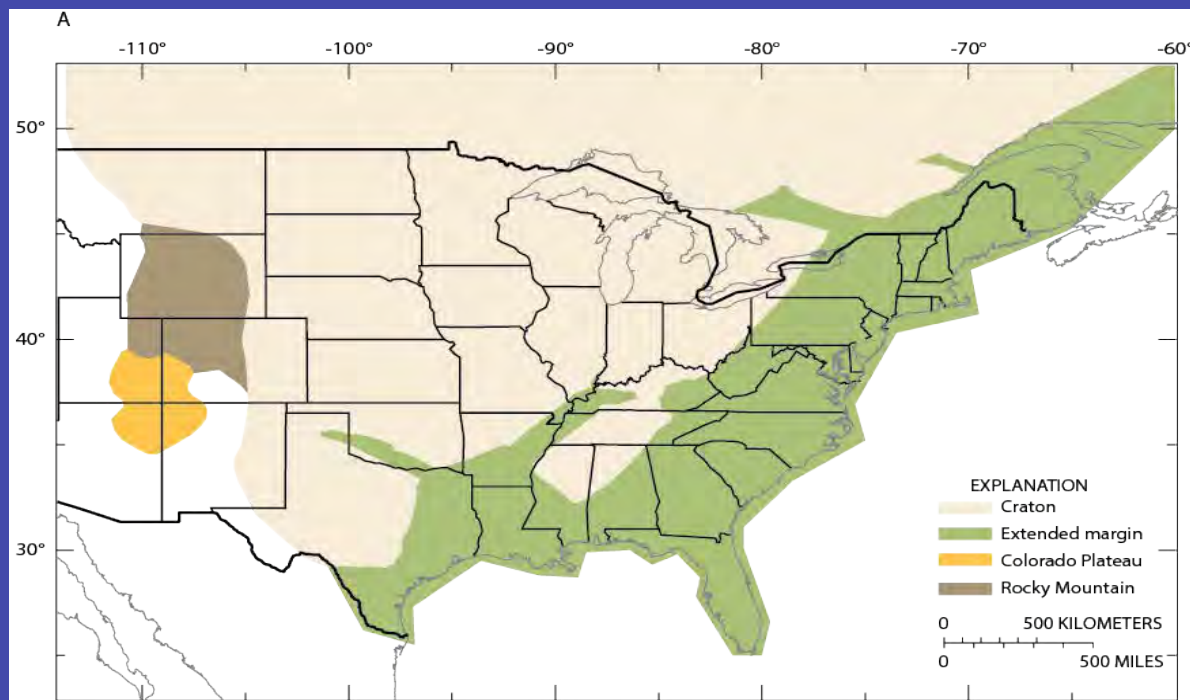 A
-110° -100° -90° -80° -70° -60°
50°
40°
30°
EXPLANATION
Craton
Extended margin
Colorado Plateau
Rocky Mountain
0 500 KILOMETERS
0 500 MILES